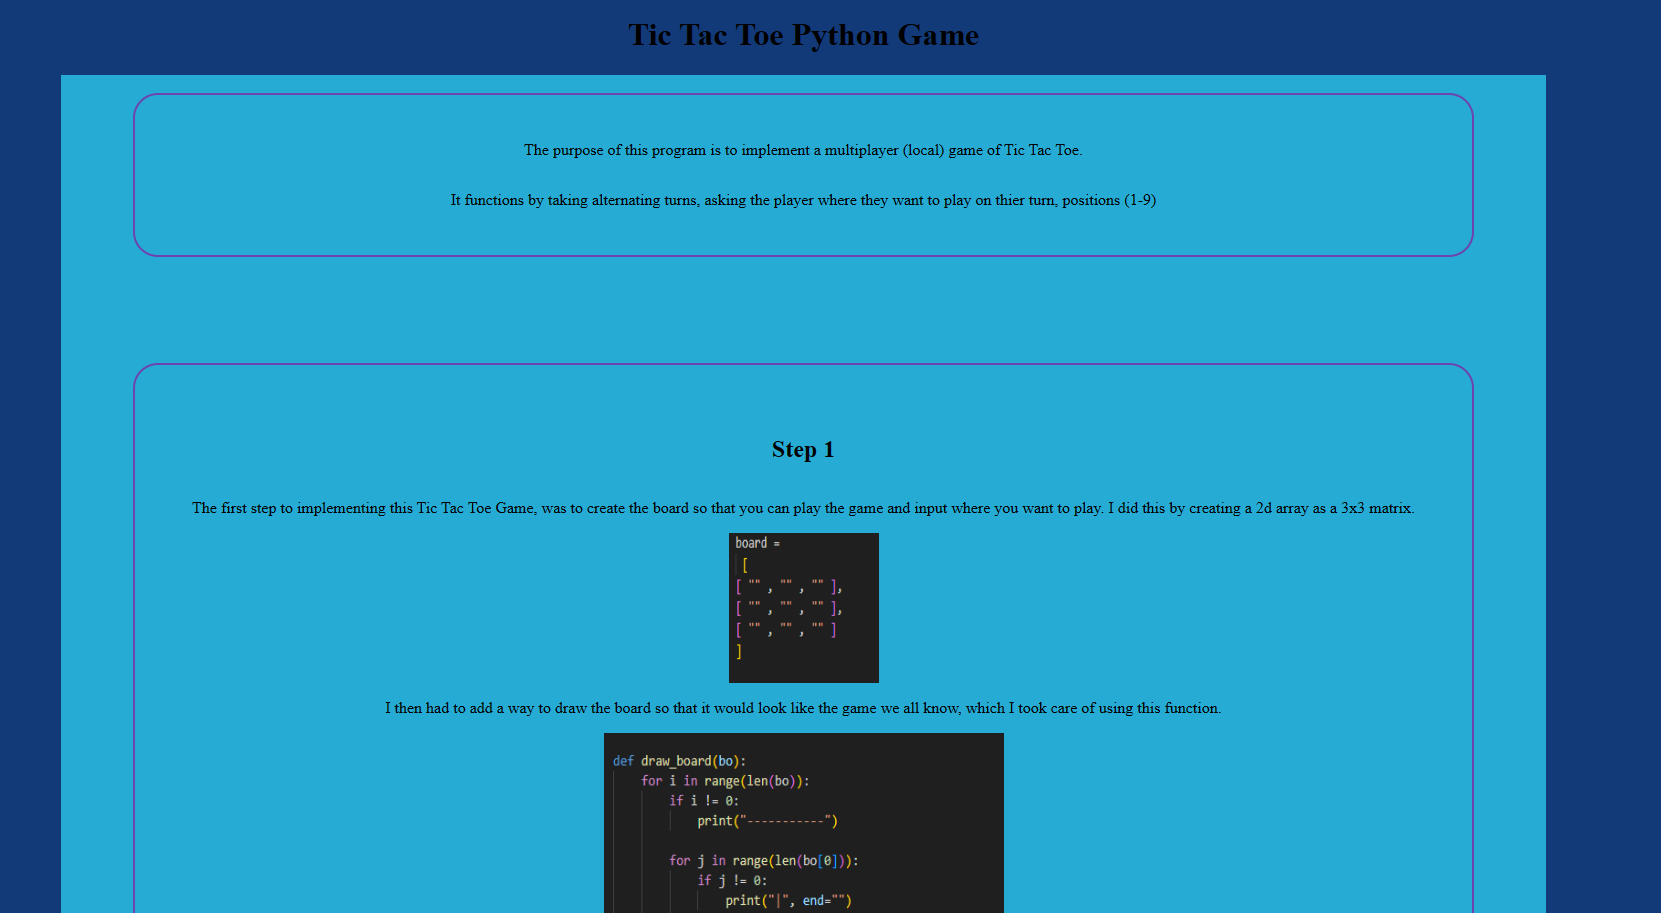 Tic Tac Toe Python Game
The purpose of this program is to implement a multiplayer (local) game of Tic Tac Toe.
It functions by taking alternating turns, asking the player where they want to play on thier turn, positions (1-9)
Step 1
The first step to implementing this Tic Tac Toe Game, was to create the board so that you can play the game and input where you want to play. I did this by creating a 2d array as a 3x3 matrix.
board =
[
[ "" , "" , "" ],
[ "" , "" , "" ],
[ "" , "" , "" ]
]
I then had to add a way to draw the board so that it would look like the game we all know, which I took care of using this function.
def draw_board(bo):
for i in range(len(bo)):
if i != 0:
print("-----------")
for j in range(len(bo[0])):
if j != 0:
print("|", end="")